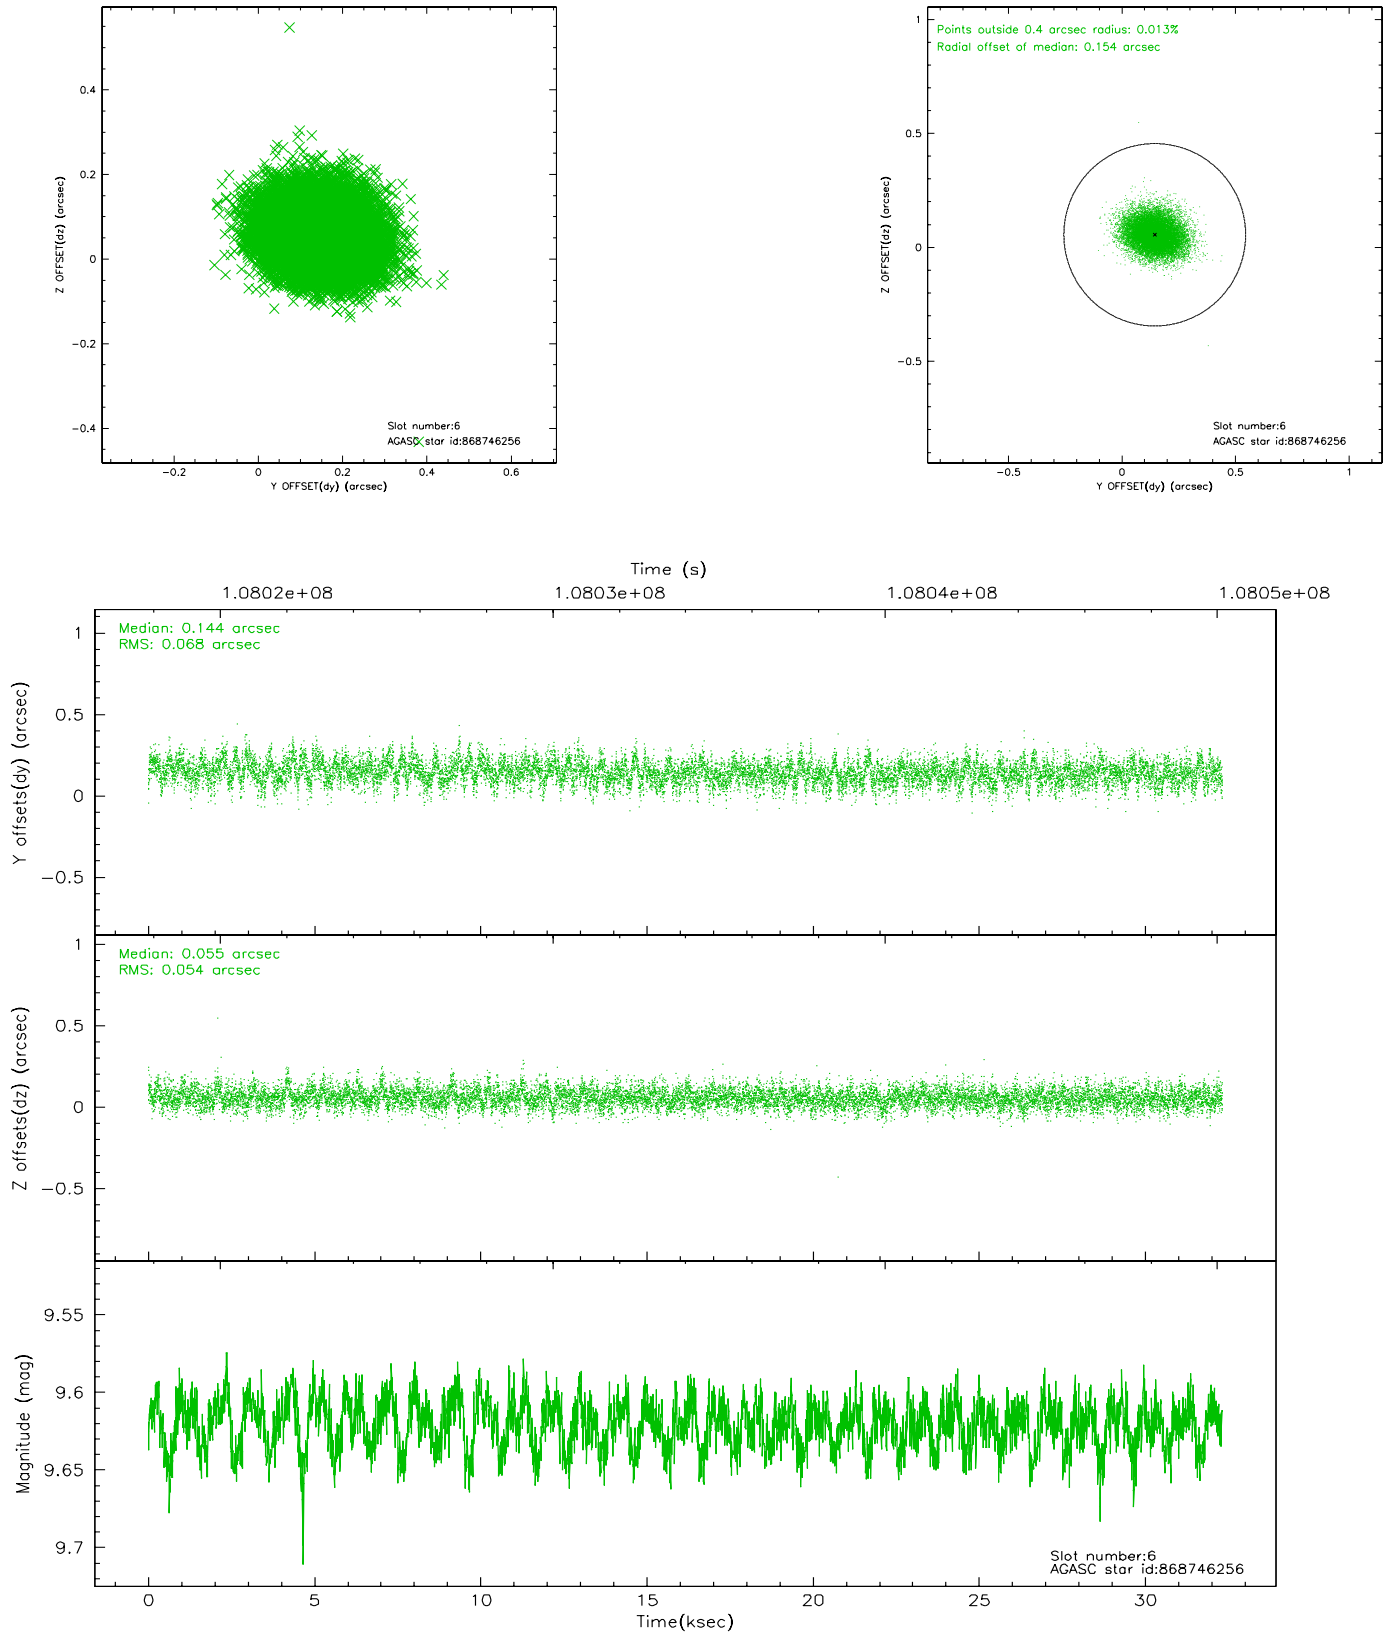 0.4
0.2
0
−0.2
−0.4
Z OFFSET(dz) (arcsec)
Slot number:6
AGASC star id:868746256
−0.2 0 0.2 0.4 0.6
Y OFFSET(dy) (arcsec)
Points outside 0.4 arcsec radius: 0.013%
Radial offset of median: 0.154 arcsec
1
0.5
0
−0.5
Z OFFSET(dz) (arcsec)
Slot number:6
AGASC star id:868746256
−0.5 0 0.5 1
Y OFFSET(dy) (arcsec)
Time (s)
1.0802e+08 1.0803e+08 1.0804e+08 1.0805e+08
Median: 0.144 arcsec
RMS: 0.068 arcsec
1
0.5
0
−0.5
Y offsets(dy) (arcsec)
Median: 0.055 arcsec
RMS: 0.054 arcsec
1
0.5
0
−0.5
Z offsets(dz) (arcsec)
9.55
9.6
9.65
9.7
Magnitude (mag)
Slot number:6
AGASC star id:868746256
0 5 10 15 20 25 30
Time(ksec)